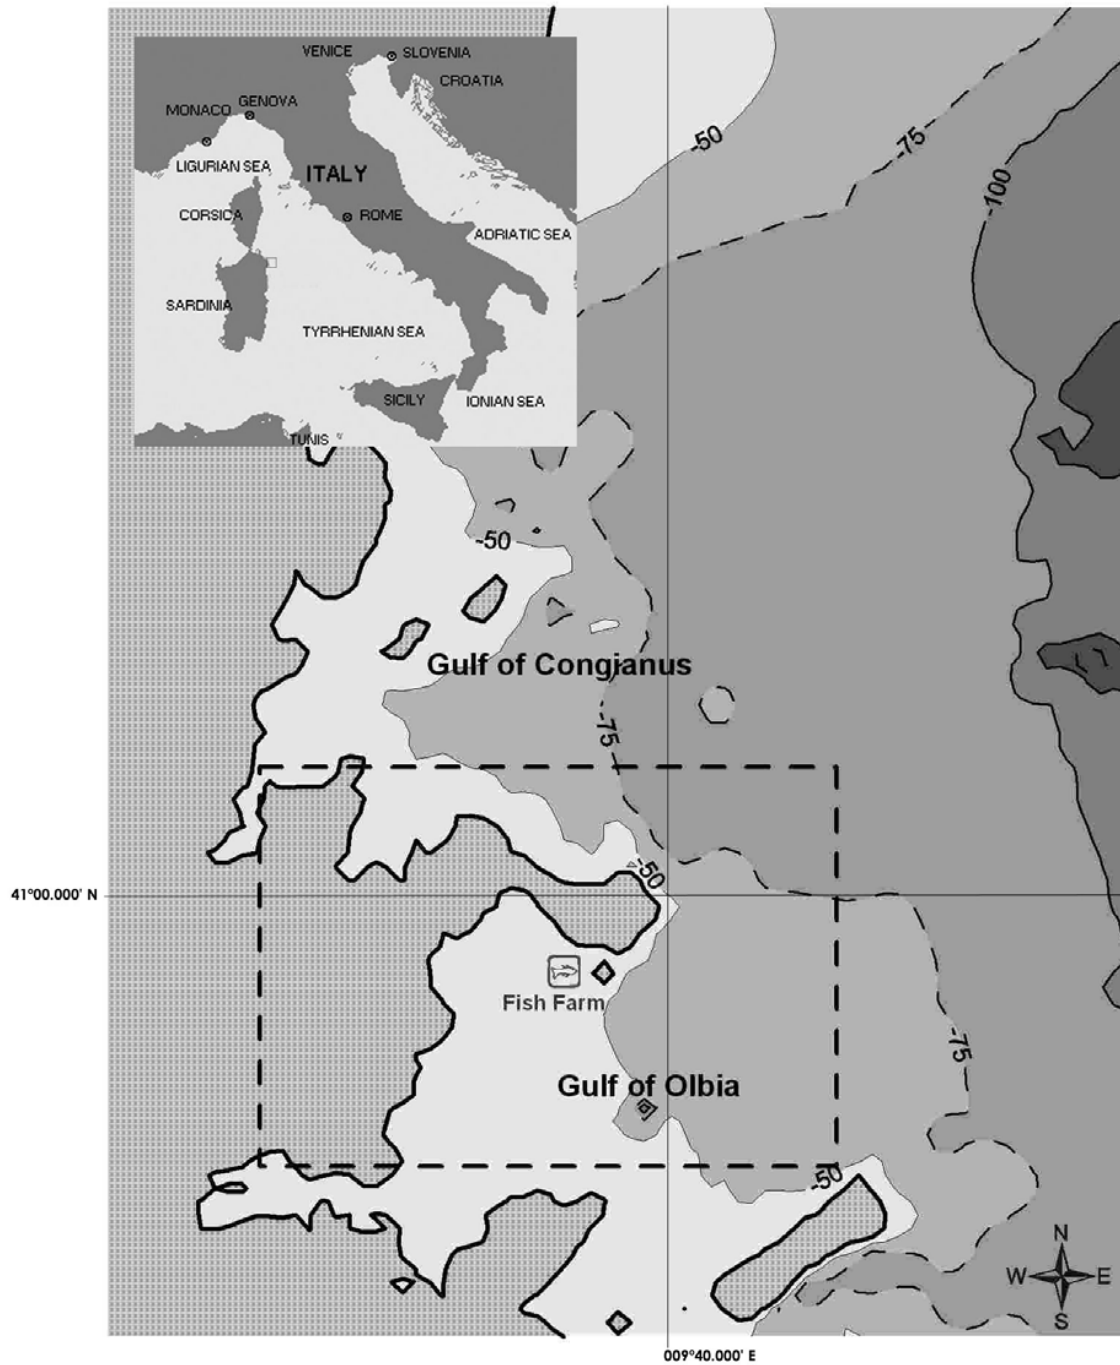 VENICE
SLOVENIA
CROATIA
MONACO
GENOVA
LIGURIAN SEA
ITALY
CORSICA
ROME
ADRIATIC SEA
SARDINIA
TYRRHENIAN SEA
SICILY
IONIAN SEA
TUNIS
-50
-75
-100
-50
Gulf of Congianus
-75
-50
41°00.000' N
Fish Farm
-75
Gulf of Olbia
-50
N
W
E
S
009°40.000' E